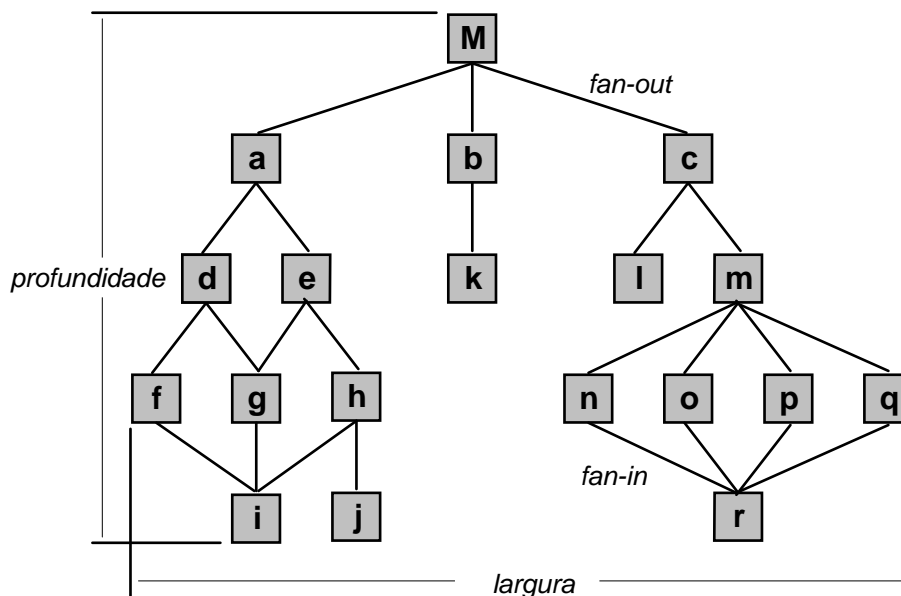 M
fan-out
a b c
profundidade d e k l m
f g h n o p q
fan-in
i j r
largura